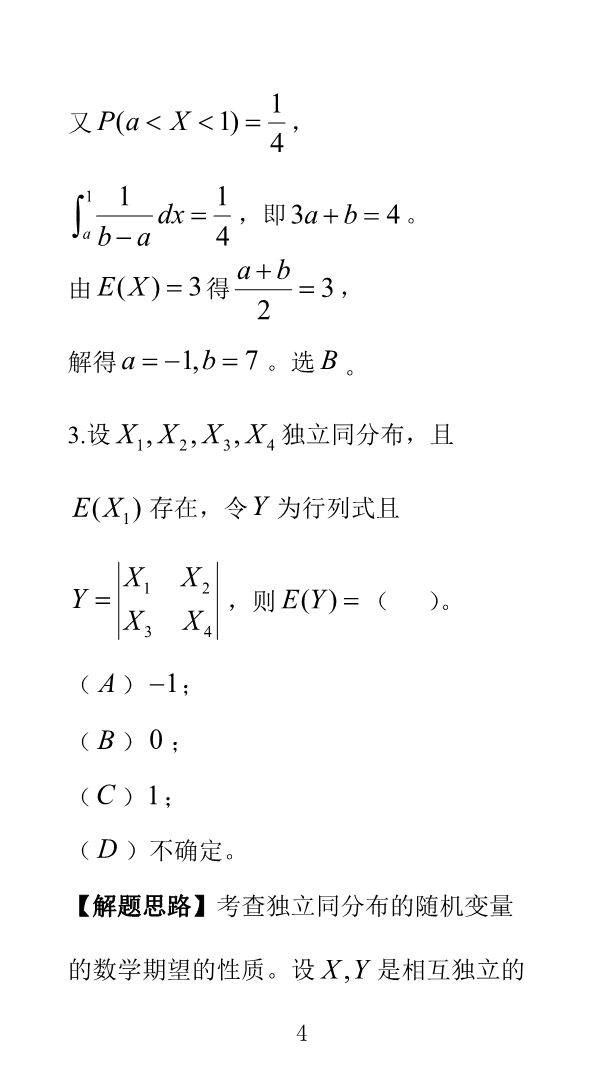 又 $P(a < X < 1) = \frac{1}{4}$，
$\int_a^1 \frac{1}{b-a} dx = \frac{1}{4}$，即 $3a + b = 4$。
由 $E(X) = 3$ 得 $\frac{a+b}{2} = 3$，
解得 $a = -1, b = 7$。选 $B$。
3.设 $X_1, X_2, X_3, X_4$ 独立同分布，且
$E(X_1)$ 存在，令 $Y$ 为行列式且
$Y = \begin{vmatrix} X_1 & X_2 \\ X_3 & X_4 \end{vmatrix}$，则 $E(Y) =$（　　）。
（$A$）$-1$；
（$B$）$0$；
（$C$）$1$；
（$D$）不确定。
【解题思路】考查独立同分布的随机变量
的数学期望的性质。设 $X, Y$ 是相互独立的
4